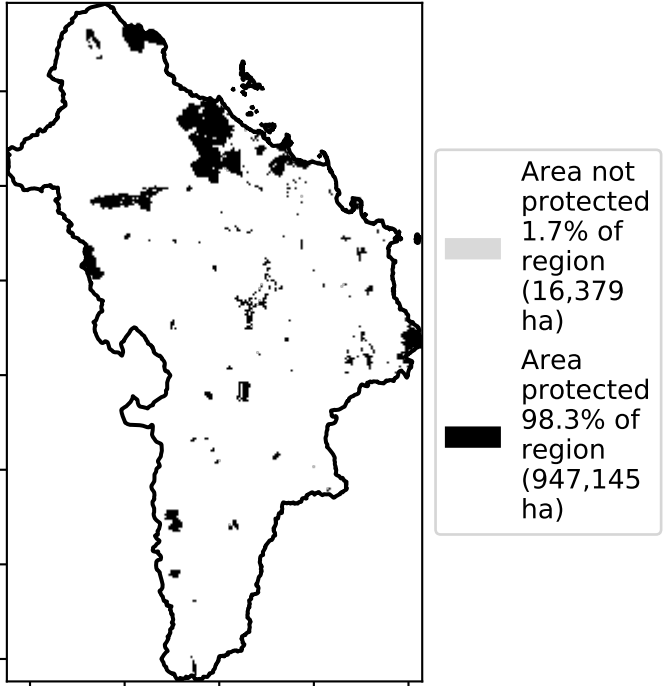 Area not
protected
1.7% of
region
(16,379
ha)
Area
protected
98.3% of
region
(947,145
ha)